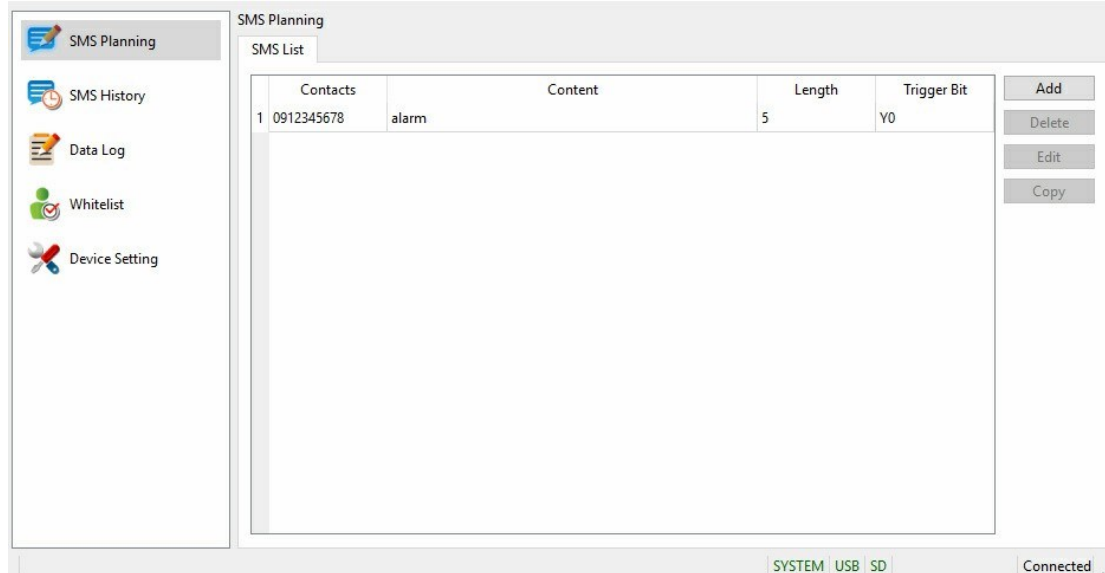 SMS Planning
SMS History
Data Log
Whitelist
Device Setting
SMS Planning
SMS List
Contacts Content Length Trigger Bit
1 0912345678 alarm 5 Y0
Add
Delete
Edit
Copy
SYSTEM USB SD Connected